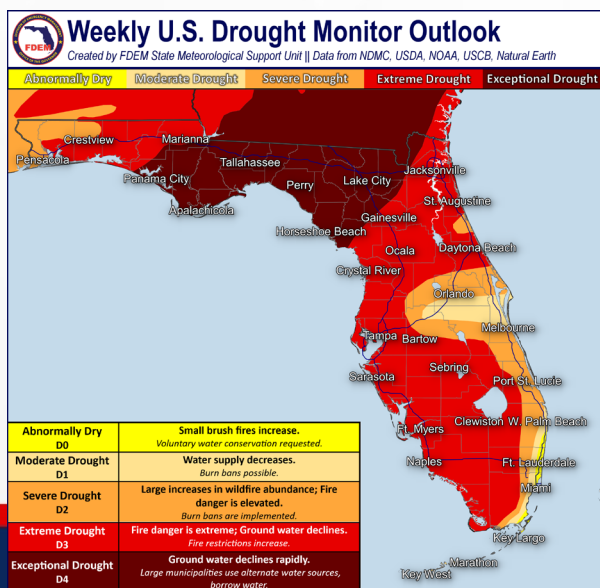 FDEM
Weekly U.S. Drought Monitor Outlook
Created by FDEM State Meteorological Support Unit || Data from NDMC, USDA, NOAA, USCB, Natural Earth
Abnormally Dry Moderate Drought Severe Drought Extreme Drought Exceptional Drought
Crestview
Marianna
Pensacola
Tallahassee
Panama City
Perry
Lake City
Jacksonville
Apalachicola
St. Augustine
Gainesville
Horseshoe Beach
Ocala
Daytona Beach
Crystal River
Orlando
Melbourne
Tampa
Bartow
Sebring
Sarasota
Port St. Lucie
Clewiston
W. Palm Beach
Ft. Myers
Naples
Ft. Lauderdale
Miami
Key Largo
Marathon
Key West
Abnormally Dry
D0
Small brush fires increase.
Voluntary water conservation requested.
Moderate Drought
D1
Water supply decreases.
Burn bans possible.
Severe Drought
D2
Large increases in wildfire abundance; Fire
danger is elevated.
Burn bans are implemented.
Extreme Drought
D3
Fire danger is extreme; Ground water declines.
Fire restrictions increase.
Exceptional Drought
D4
Ground water declines rapidly.
Large municipalities use alternate water sources,
borrow water.